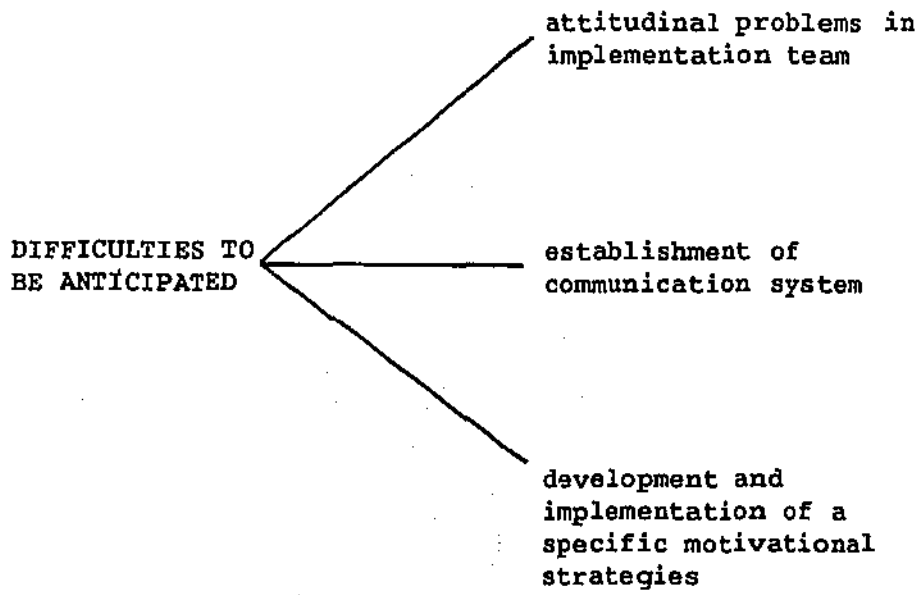 attitudinal problems in
implementation team
DIFFICULTIES TO
BE ANTICIPATED
establishment of
communication system
development and
implementation of a
specific motivational
strategies